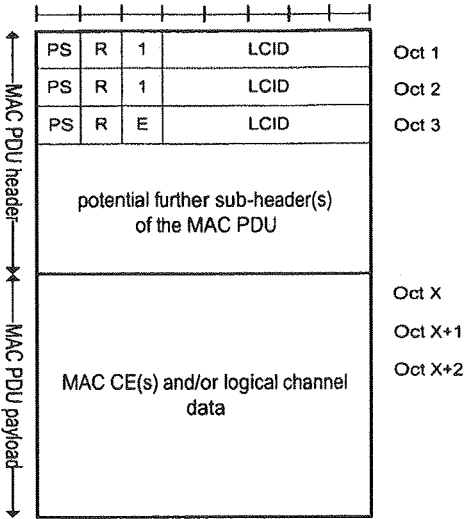 PS R 1 LCID Oct 1
PS R 1 LCID Oct 2
PS R E LCID Oct 3
MAC PDU header
potential further sub-header(s)
of the MAC PDU
Oct X
Oct X+1
Oct X+2
MAC PDU payload
MAC CE(s) and/or logical channel
data